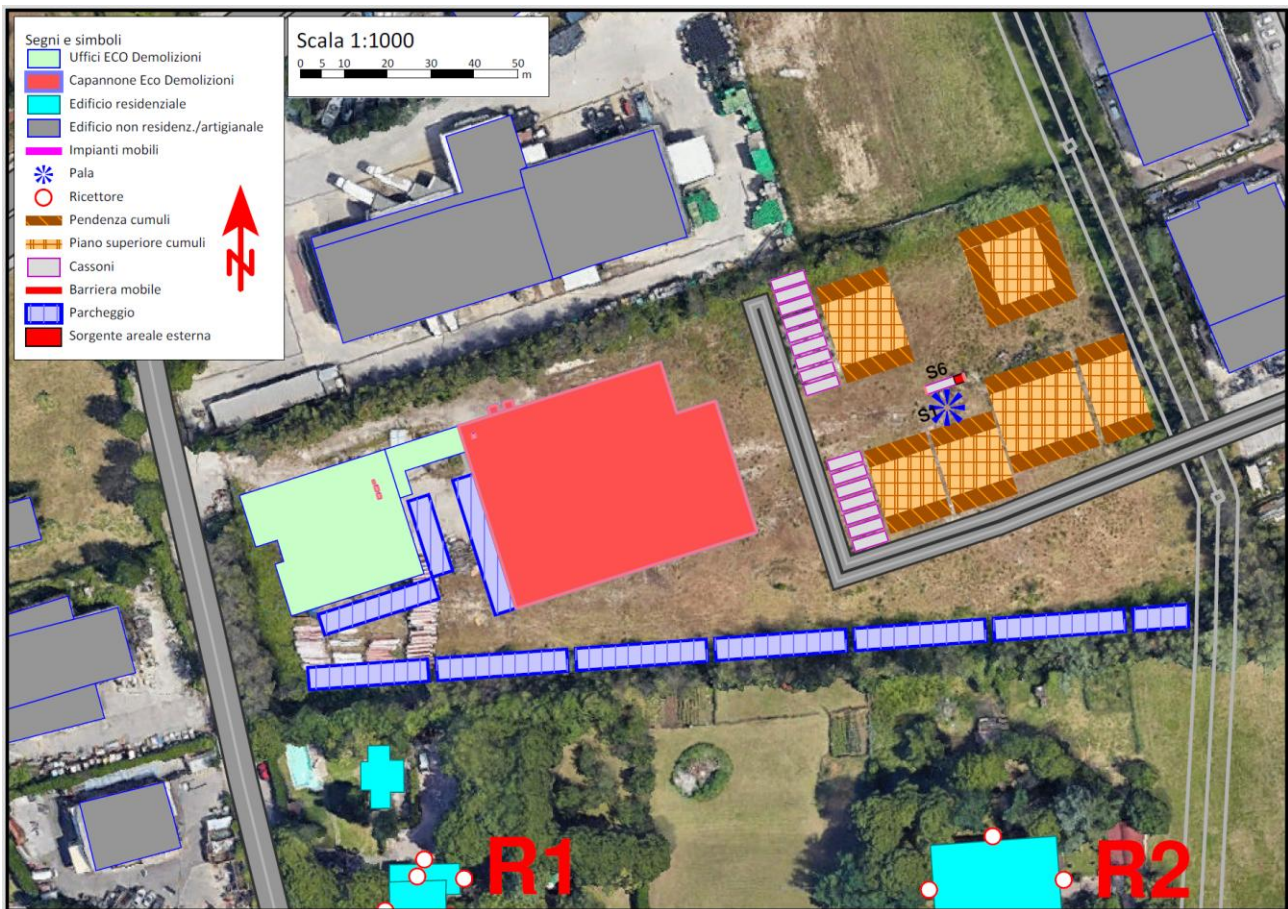 Segni e simboli
Uffici ECO Demolizioni
Capannone Eco Demolizioni
Edificio residenziale
Edificio non residenz./artigianale
Impianti mobili
Pala
Ricettore
Pendenza cumuli
Piano superiore cumuli
Cassoni
Barriera mobile
Parcheggio
Sorgente areale esterna
N
Scala 1:1000
0 5 10 20 30 40 50
m
S6
S1
R1
R2